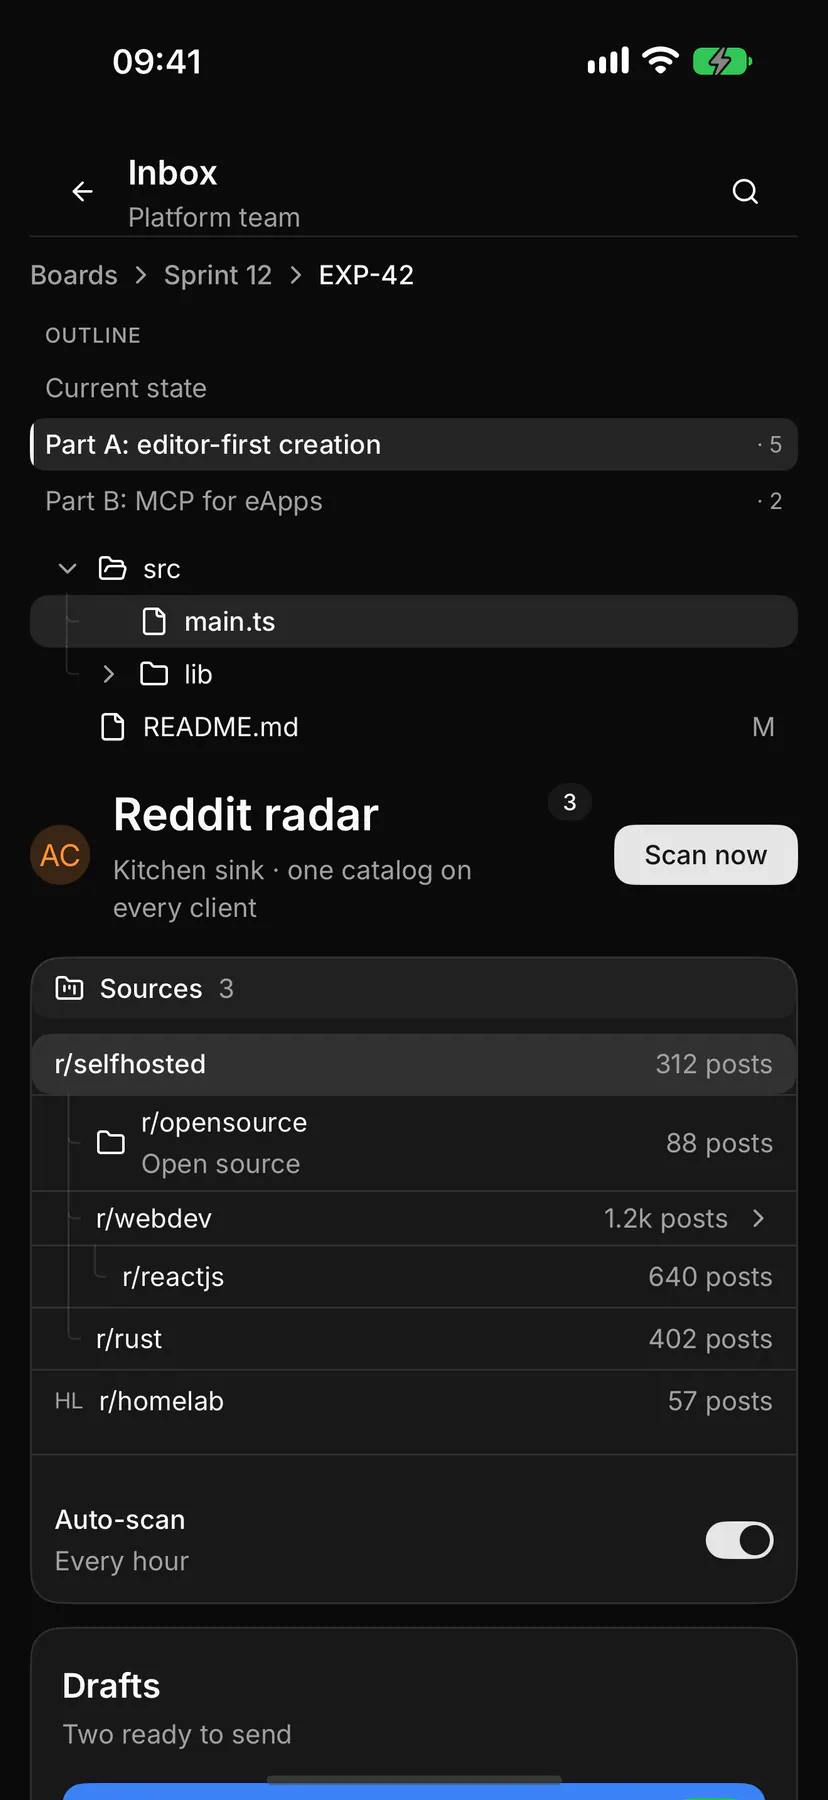 09:41
Inbox
Platform team
Boards > Sprint 12 > EXP-42
OUTLINE
Current state
Part A: editor-first creation · 5
Part B: MCP for eApps · 2
src
main.ts
lib
README.md M
Reddit radar 3
AC
Kitchen sink · one catalog on
every client
Scan now
Sources 3
r/selfhosted 312 posts
r/opensource
Open source
88 posts
r/webdev 1.2k posts
r/reactjs 640 posts
r/rust 402 posts
HL r/homelab 57 posts
Auto-scan
Every hour
Drafts
Two ready to send